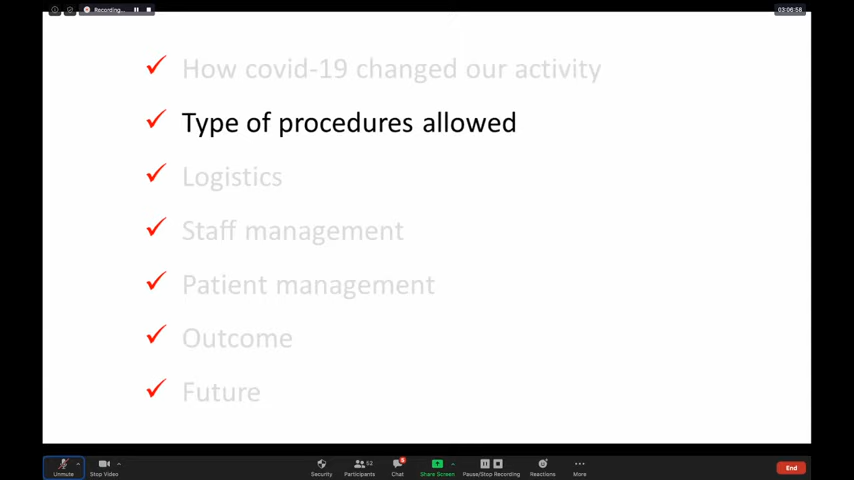 Recording...
03:06:58
How covid-19 changed our activity
Type of procedures allowed
Logistics
Staff management
Patient management
Outcome
Future
Unmute
Stop Video
Security
Participants
52
Chat
Share Screen
Pause/Stop Recording
Reactions
More
End